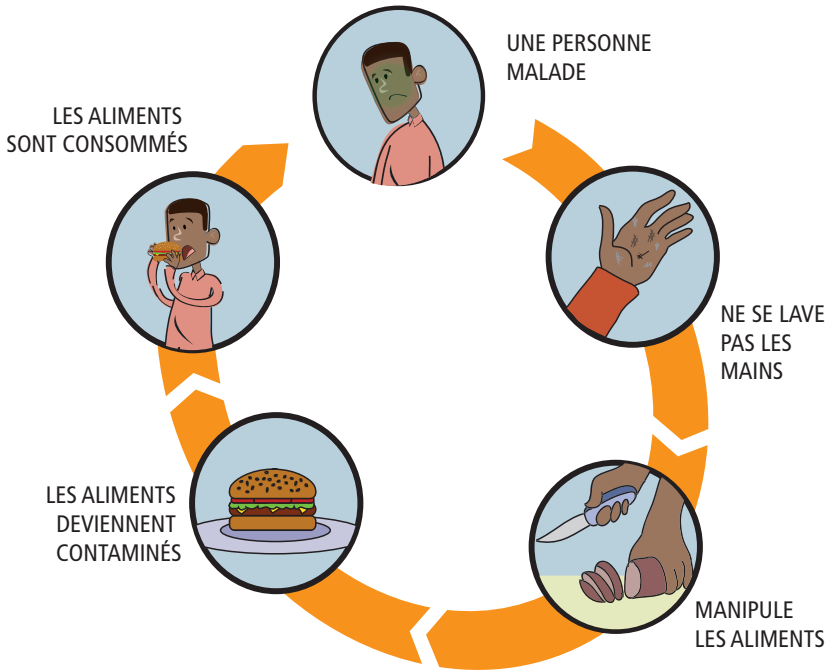 UNE PERSONNE
MALADE
NE SE LAVE
PAS LES
MAINS
MANIPULE
LES ALIMENTS
LES ALIMENTS
DEVIENNENT
CONTAMINÉS
LES ALIMENTS
SONT CONSOMMÉS